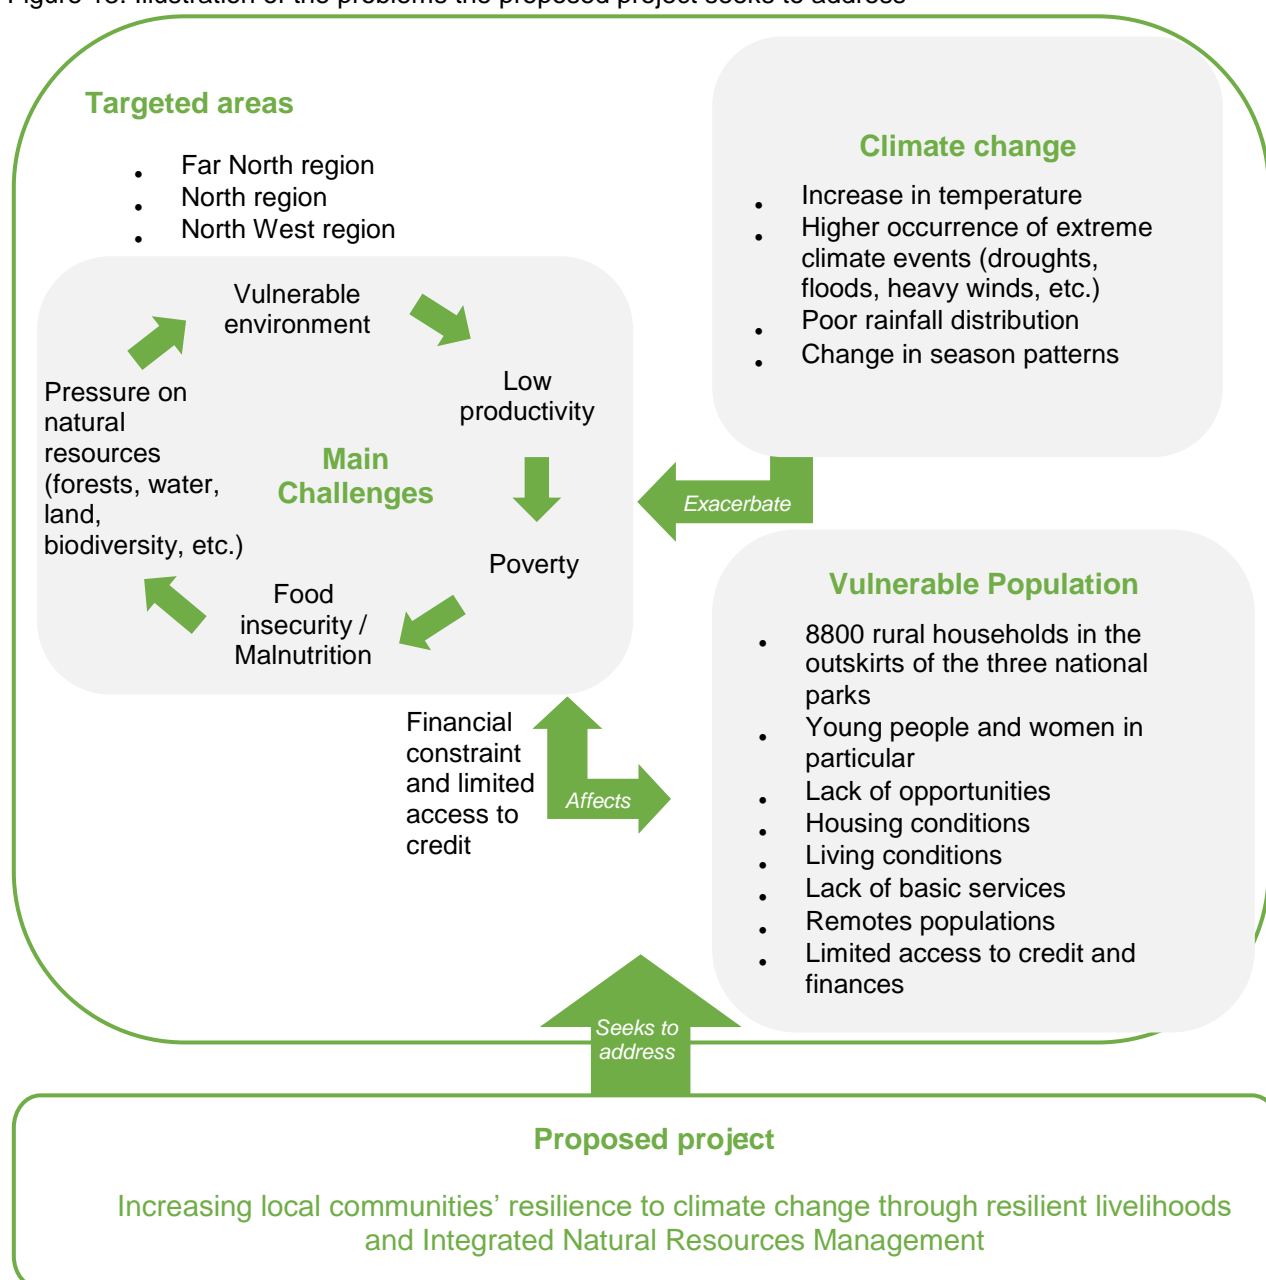 Targeted areas
• Far North region
• North region
• North West region
Climate change
• Increase in temperature
• Higher occurrence of extreme
climate events (droughts,
floods, heavy winds, etc.)
• Poor rainfall distribution
• Change in season patterns
Vulnerable
environment
Low
productivity
Pressure on
natural
resources
(forests, water,
land,
biodiversity, etc.)
Main
Challenges
Poverty
Food
insecurity /
Malnutrition
Exacerbate
Vulnerable Population
• 8800 rural households in the
outskirts of the three national
parks
• Young people and women in
particular
• Lack of opportunities
• Housing conditions
• Living conditions
• Lack of basic services
• Remotes populations
• Limited access to credit and
finances
Financial
constraint
and limited
access to
credit
Affects
Seeks to
address
Proposed project
Increasing local communities’ resilience to climate change through resilient livelihoods
and Integrated Natural Resources Management